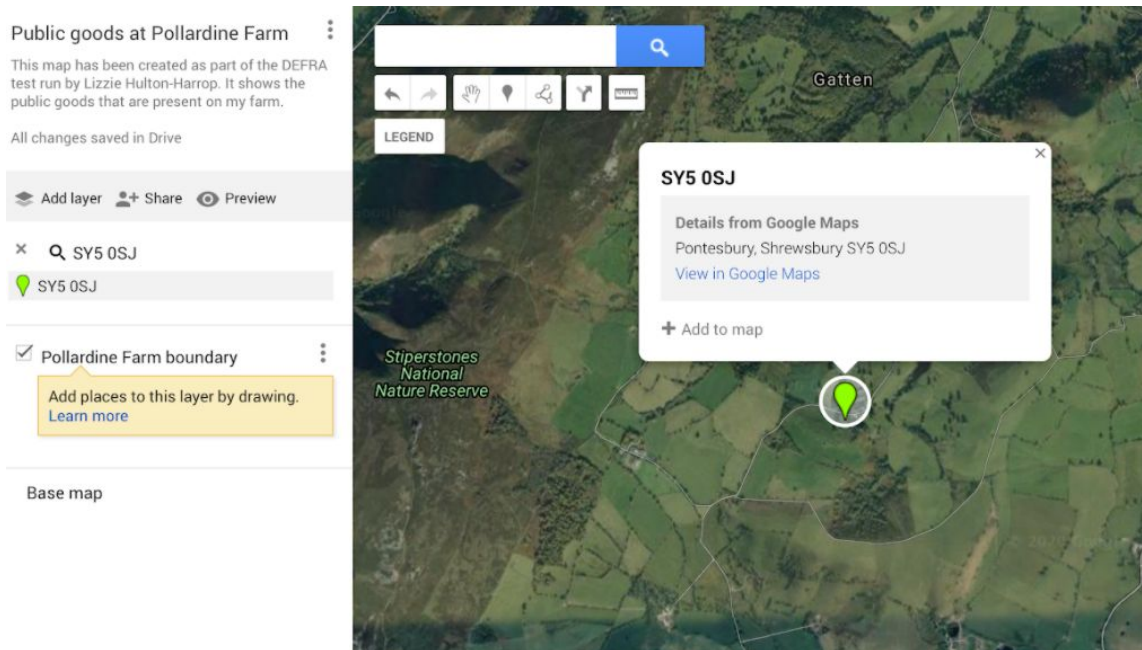 Public goods at Pollardine Farm
This map has been created as part of the DEFRA
test run by Lizzie Hulton-Harrop. It shows the
public goods that are present on my farm.
All changes saved in Drive
Add layer Share Preview
SY5 0SJ
SY5 0SJ
Pollardine Farm boundary
Add places to this layer by drawing.
Learn more
Base map
LEGEND
Gatten
SY5 0SJ
Details from Google Maps
Pontesbury, Shrewsbury SY5 0SJ
View in Google Maps
Add to map
Stiperstones
National
Nature Reserve